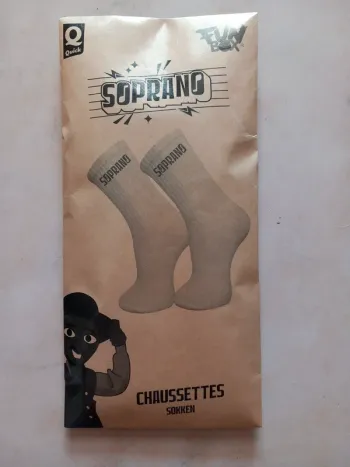 Quick
FUN
BOX
SOPRANO
SOPRANO
SOPRANO
CHAUSSETTES
SOKKEN